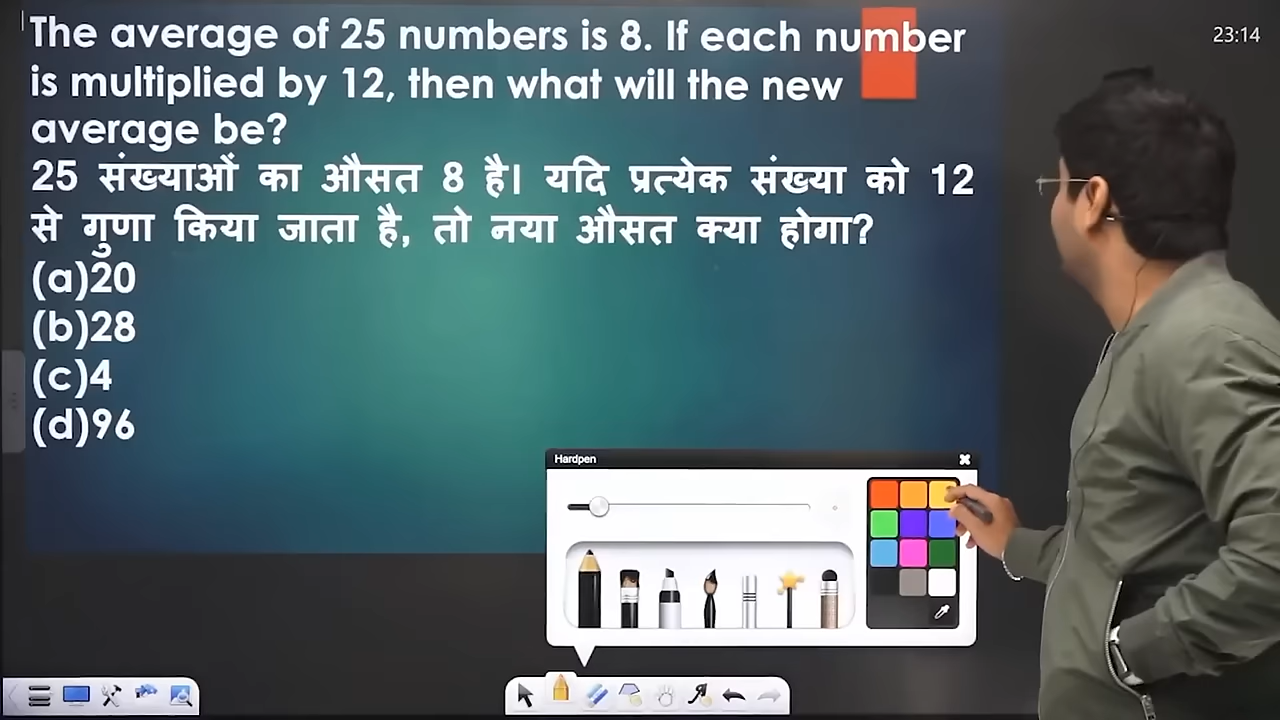 The average of 25 numbers is 8. If each number
23:14
is multiplied by 12, then what will the new
average be?
25 संख्याओं का औसत 8 है। यदि प्रत्येक संख्या को 12
से गुणा किया जाता है, तो नया औसत क्या होगा?
(a)20
(b)28
(c)4
(d)96
Hardpen